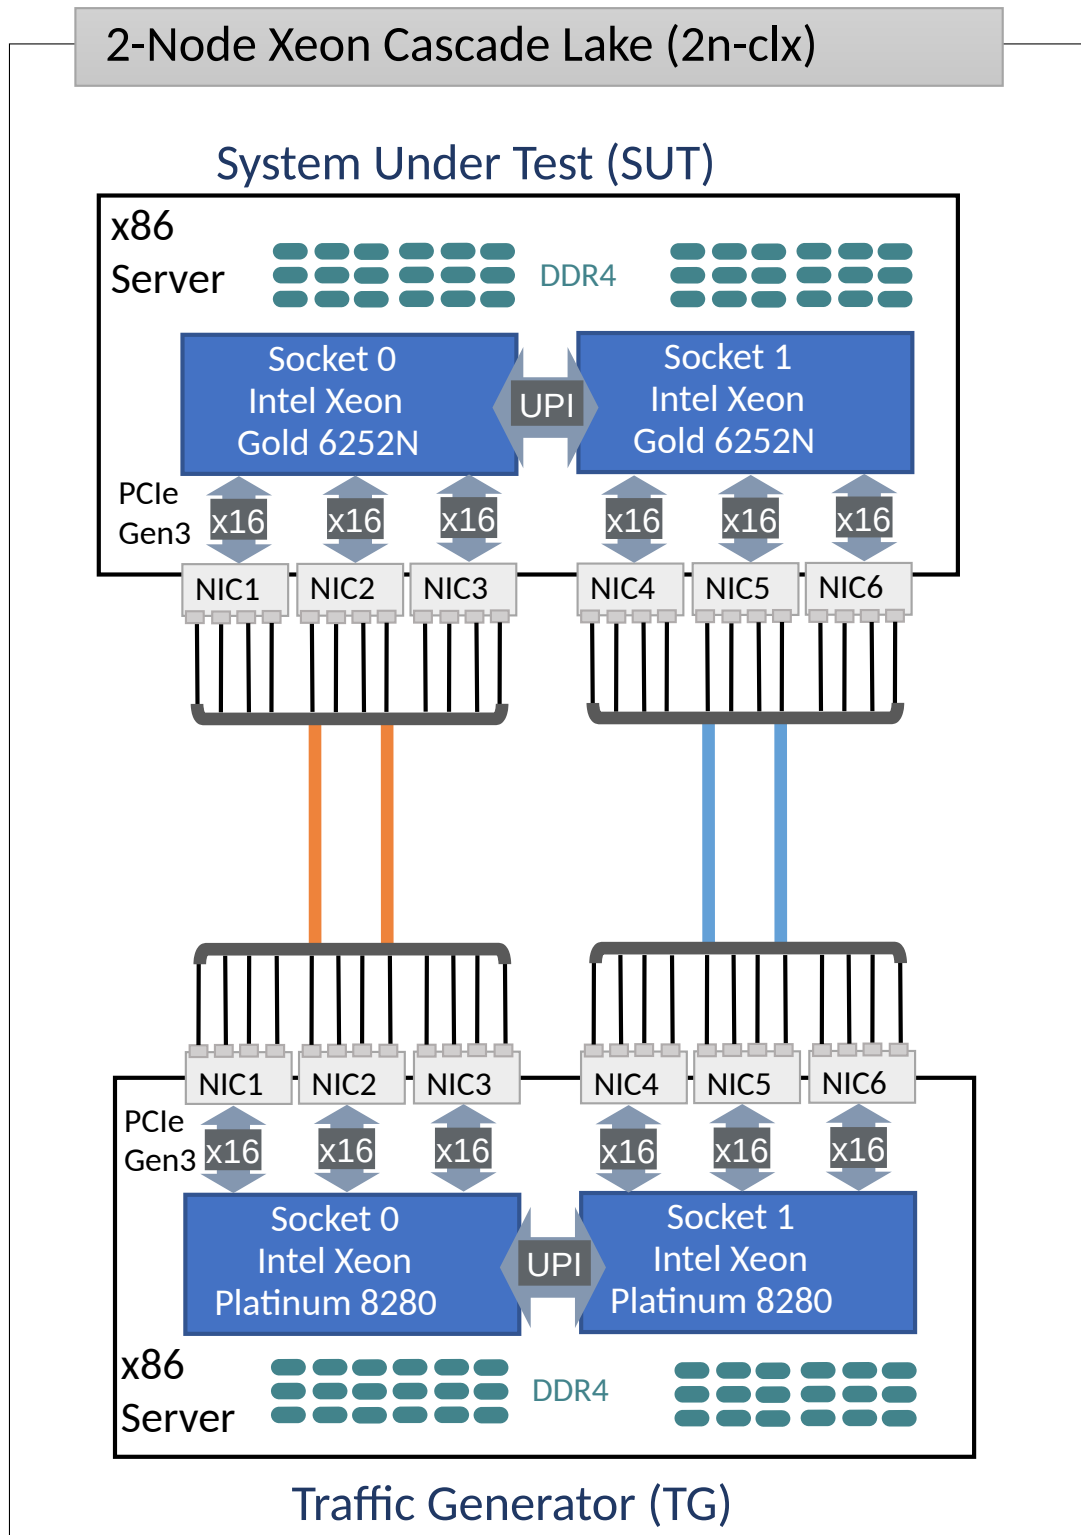 2-Node Xeon Cascade Lake (2n-clx)
System Under Test (SUT)
x86
Server
DDR4
Socket 0
Intel Xeon
Gold 6252N
UPI
Socket 1
Intel Xeon
Gold 6252N
PCIe
Gen3
x16
x16
x16
x16
x16
x16
NIC1
NIC2
NIC3
NIC4
NIC5
NIC6
NIC1
NIC2
NIC3
NIC4
NIC5
NIC6
PCIe
Gen3
x16
x16
x16
x16
x16
x16
Socket 0
Intel Xeon
Platinum 8280
UPI
Socket 1
Intel Xeon
Platinum 8280
x86
Server
DDR4
Traffic Generator (TG)